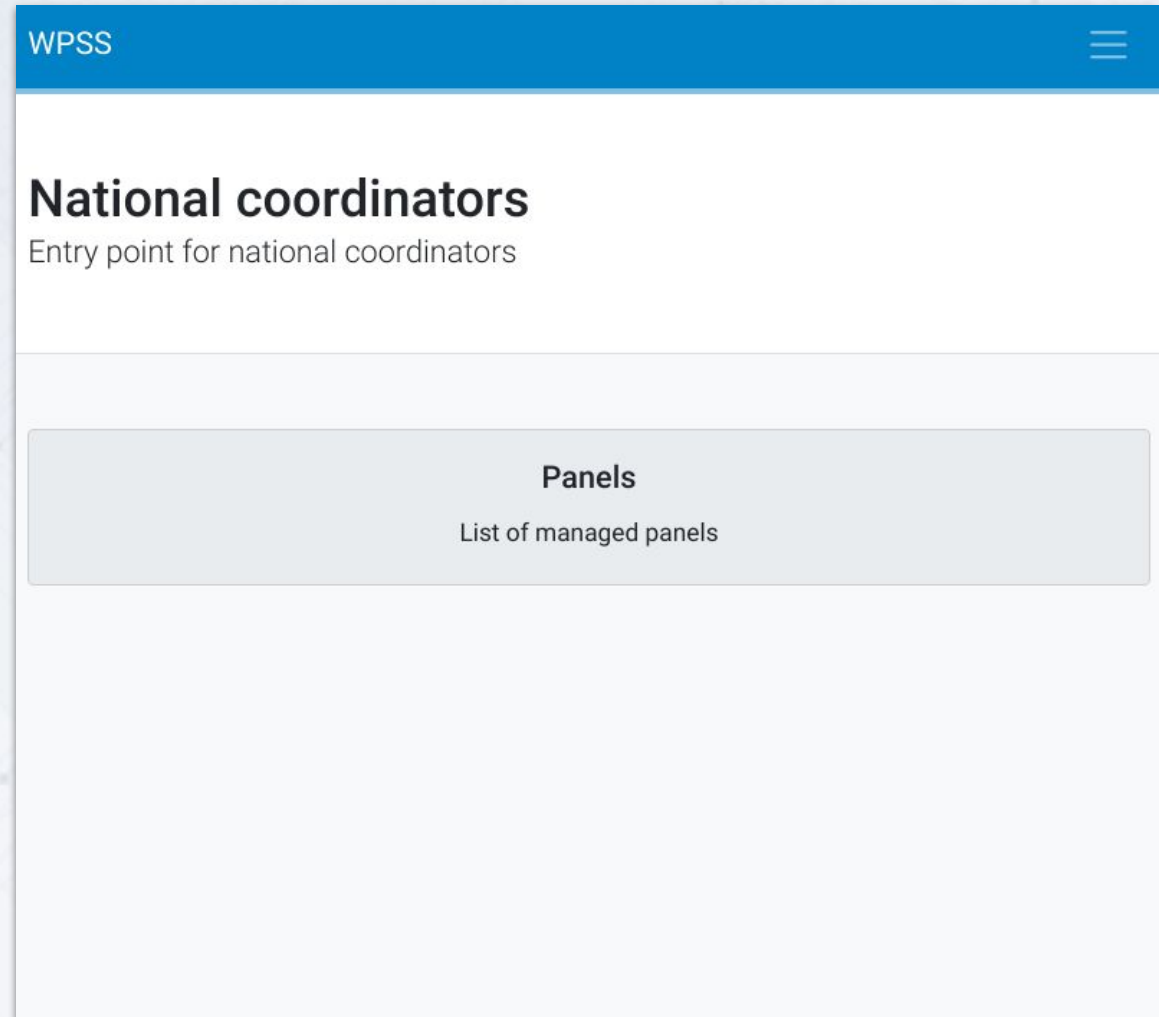 WPSS
National coordinators
Entry point for national coordinators
Panels
List of managed panels